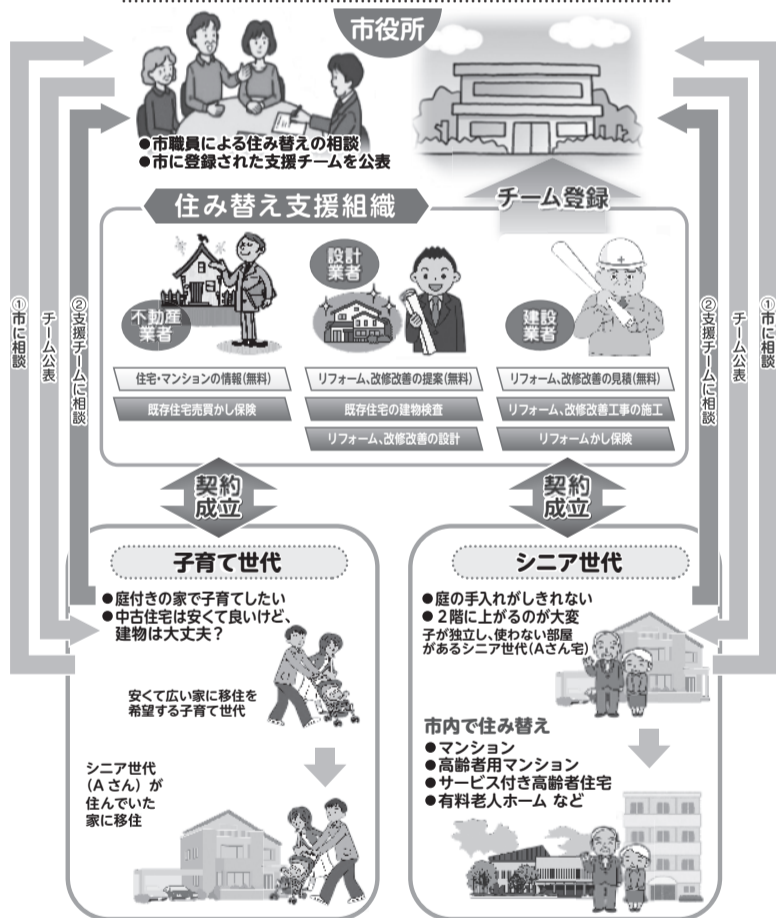 市役所
●市職員による住み替えの相談
●市に登録された支援チームを公表
チーム登録
住み替え支援組織
不動産
業者
設計
業者
建設
業者
住宅・マンションの情報(無料)
既存住宅売買かし保険
リフォーム、改修改善の提案(無料)
既存住宅の建物検査
リフォーム、改修改善の設計
リフォーム、改修改善の見積(無料)
リフォーム、改修改善工事の施工
リフォームかし保険
①市に相談
チーム公表
②支援チームに相談
②支援チームに相談
チーム公表
①市に相談
契約
成立
契約
成立
子育て世代
●庭付きの家で子育てしたい
●中古住宅は安くて良いけど、
建物は大丈夫?
安くて広い家に移住を
希望する子育て世代
シニア世代
(Aさん)が
住んでいた
家に移住
シニア世代
●庭の手入れがしきれない
●2階に上がるのが大変
子が独立し、使わない部屋
があるシニア世代(Aさん宅)
市内で住み替え
●マンション
●高齢者用マンション
●サービス付き高齢者住宅
●有料老人ホーム など